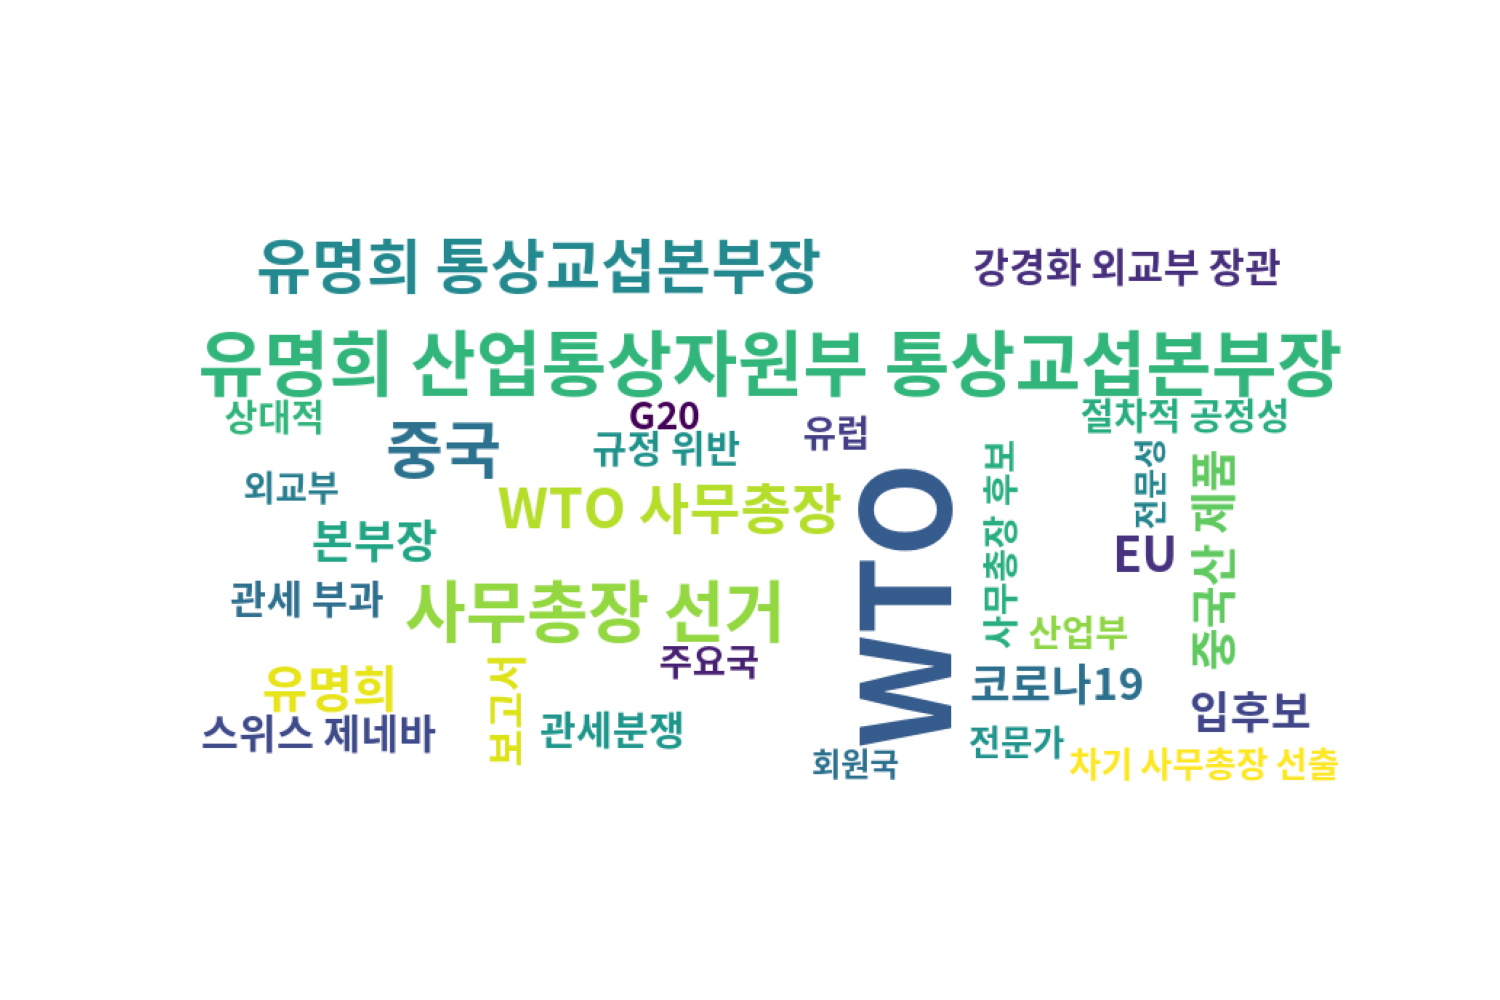 유명희 통상교섭본부장
강경화 외교부 장관
유명희 산업통상자원부 통상교섭본부장
상대적
G20
유럽
절차적 공정성
중국
규정 위반
외교부
WTO 사무총장
WTO
사무총장 후보
전문성
중국산 제품
본부장
EU
관세 부과
사무총장 선거
산업부
주요국
유명희
보고서
코로나19
입후보
스위스 제네바
관세분쟁
회원국
전문가
차기 사무총장 선출